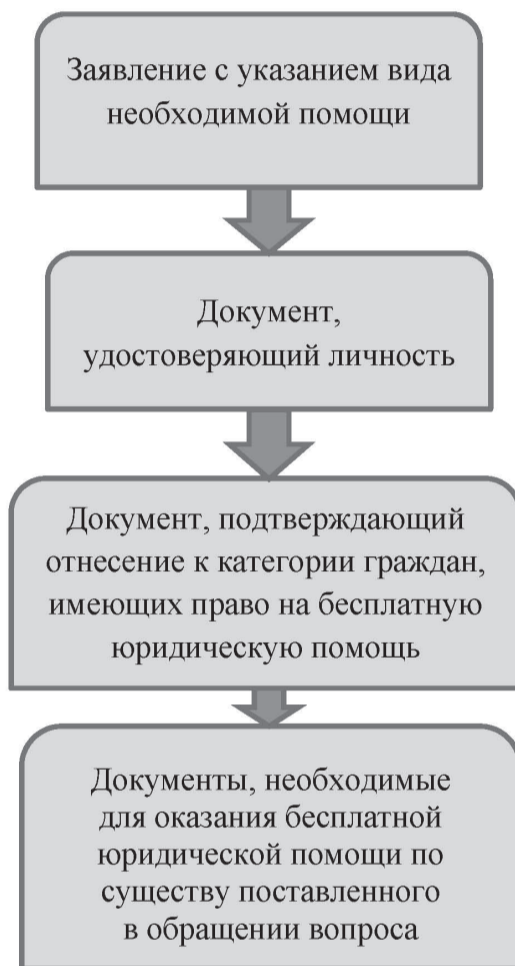 Заявление с указанием вида
необходимой помощи
Документ,
удостоверяющий личность
Документ, подтверждающий
отнесение к категории граждан,
имеющих право на бесплатную
юридическую помощь
Документы, необходимые
для оказания бесплатной
юридической помощи по
существу поставленного
в обращении вопроса